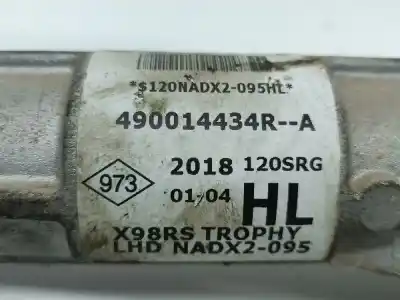 *$120NADX2-095HL*
490014434R--A
2018 120SRG
973
01-04 HL
X98RS TROPHY
LHD NADX2-095